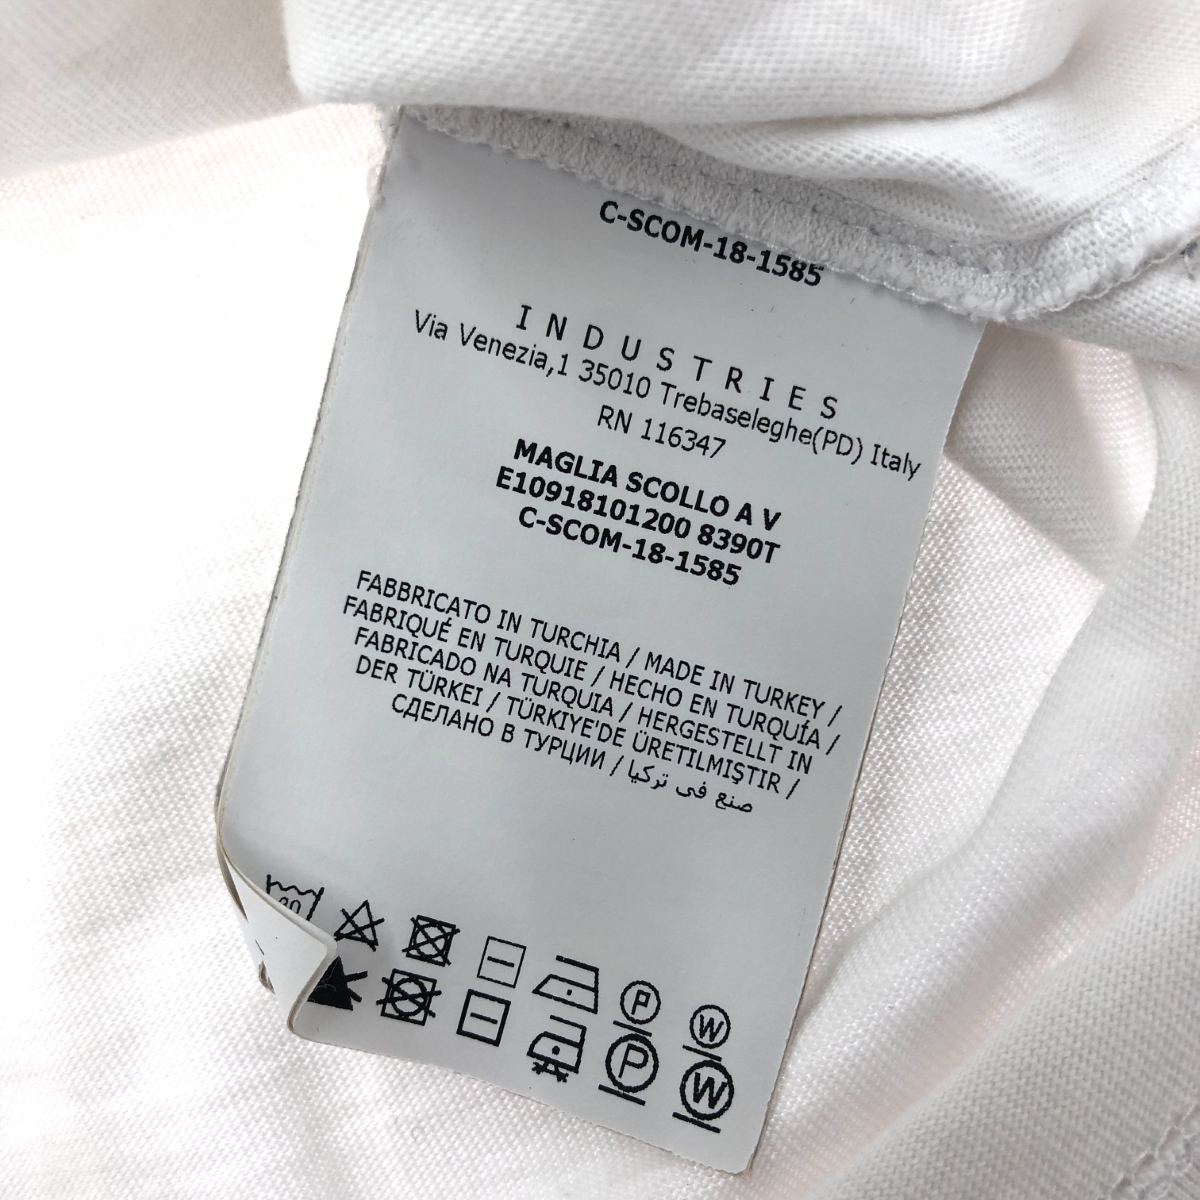 C-SCOM-18-1585
INDUSTRIES
Via Venezia,1 35010 Trebaseleghe(PD) Italy
RN 116347
MAGLIA SCOLLO A V
E10918101200 8390T
C-SCOM-18-1585
FABBRICATO IN TURCHIA / MADE IN TURKEY /
FABRIQUÉ EN TURQUIE / HECHO EN TURQUÍA /
FABRICADO NA TURQUIA / HERGESTELLT IN
DER TÜRKEI / TÜRKIYE'DE ÜRETILMIŞTIR /
СДЕЛАНО В ТУРЦИИ / صنع في تركيا
30
P W
P W